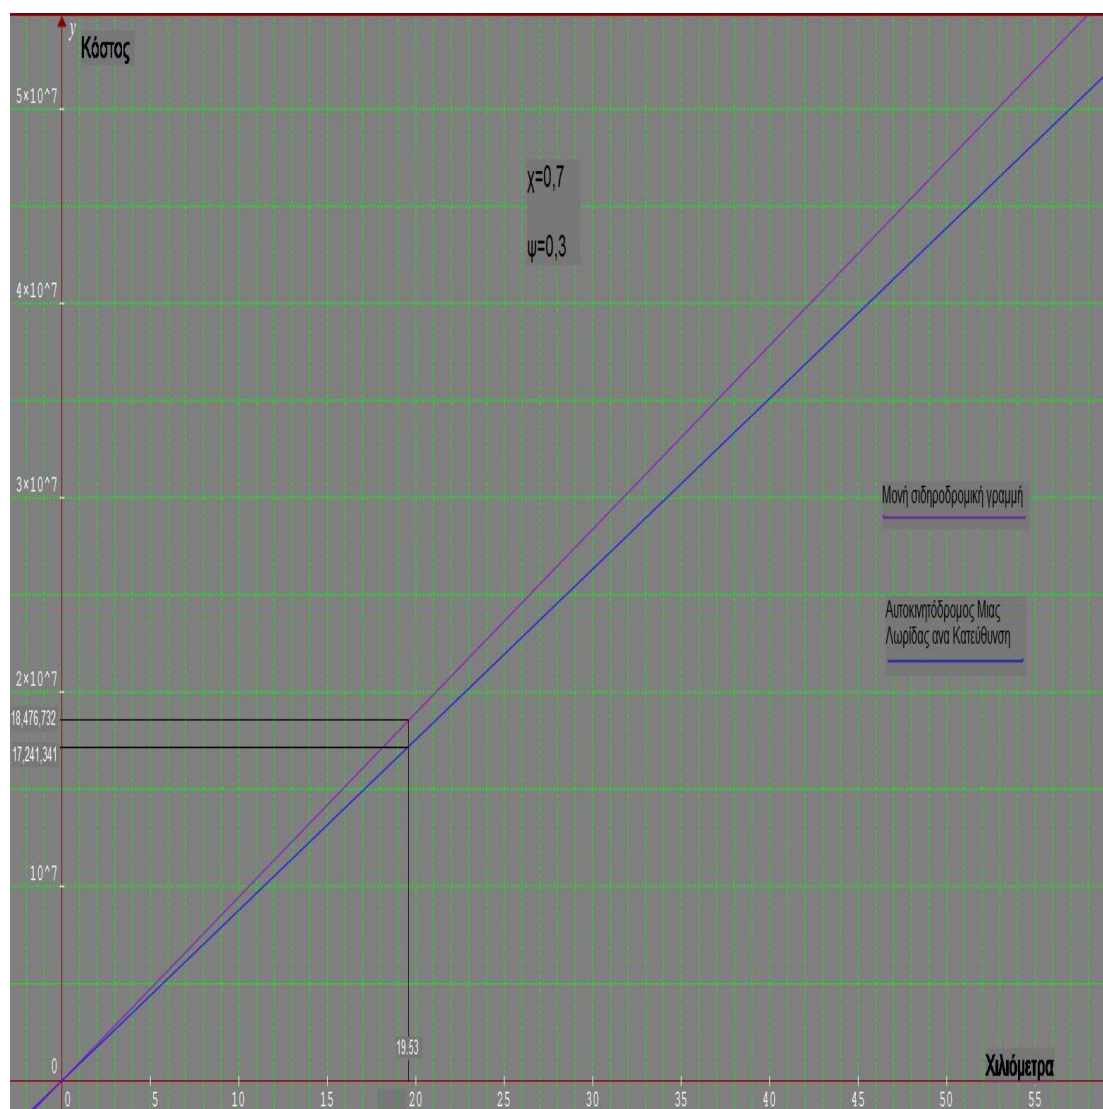 y
Κόστος
5×10^7
χ=0,7
ψ=0,3
4×10^7
3×10^7
Μονή σιδηροδρομική γραμμή
Αυτοκινητόδρομος Μιας
Λωρίδας ανα Κατεύθυνση
2×10^7
18,476,732
17,241,341
10^7
19.53
0
Χιλιόμετρα
0 5 10 15 20 25 30 35 40 45 50 55